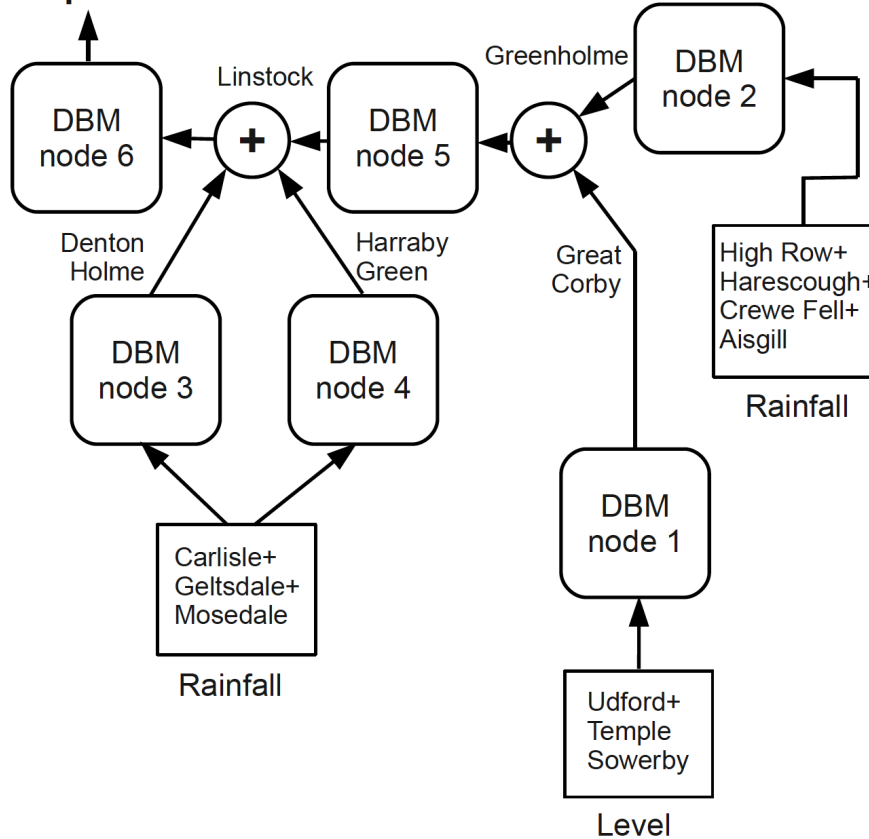 Greenholme
DBM
node 2
Linstock
DBM
node 6
+
DBM
node 5
+
Denton
Holme
Harraby
Green
Great
Corby
High Row+
Harescough+
Crewe Fell+
Aisgill
Rainfall
DBM
node 3
DBM
node 4
DBM
node 1
Carlisle+
Geltsdale+
Mosedale
Rainfall
Udford+
Temple
Sowerby
Level